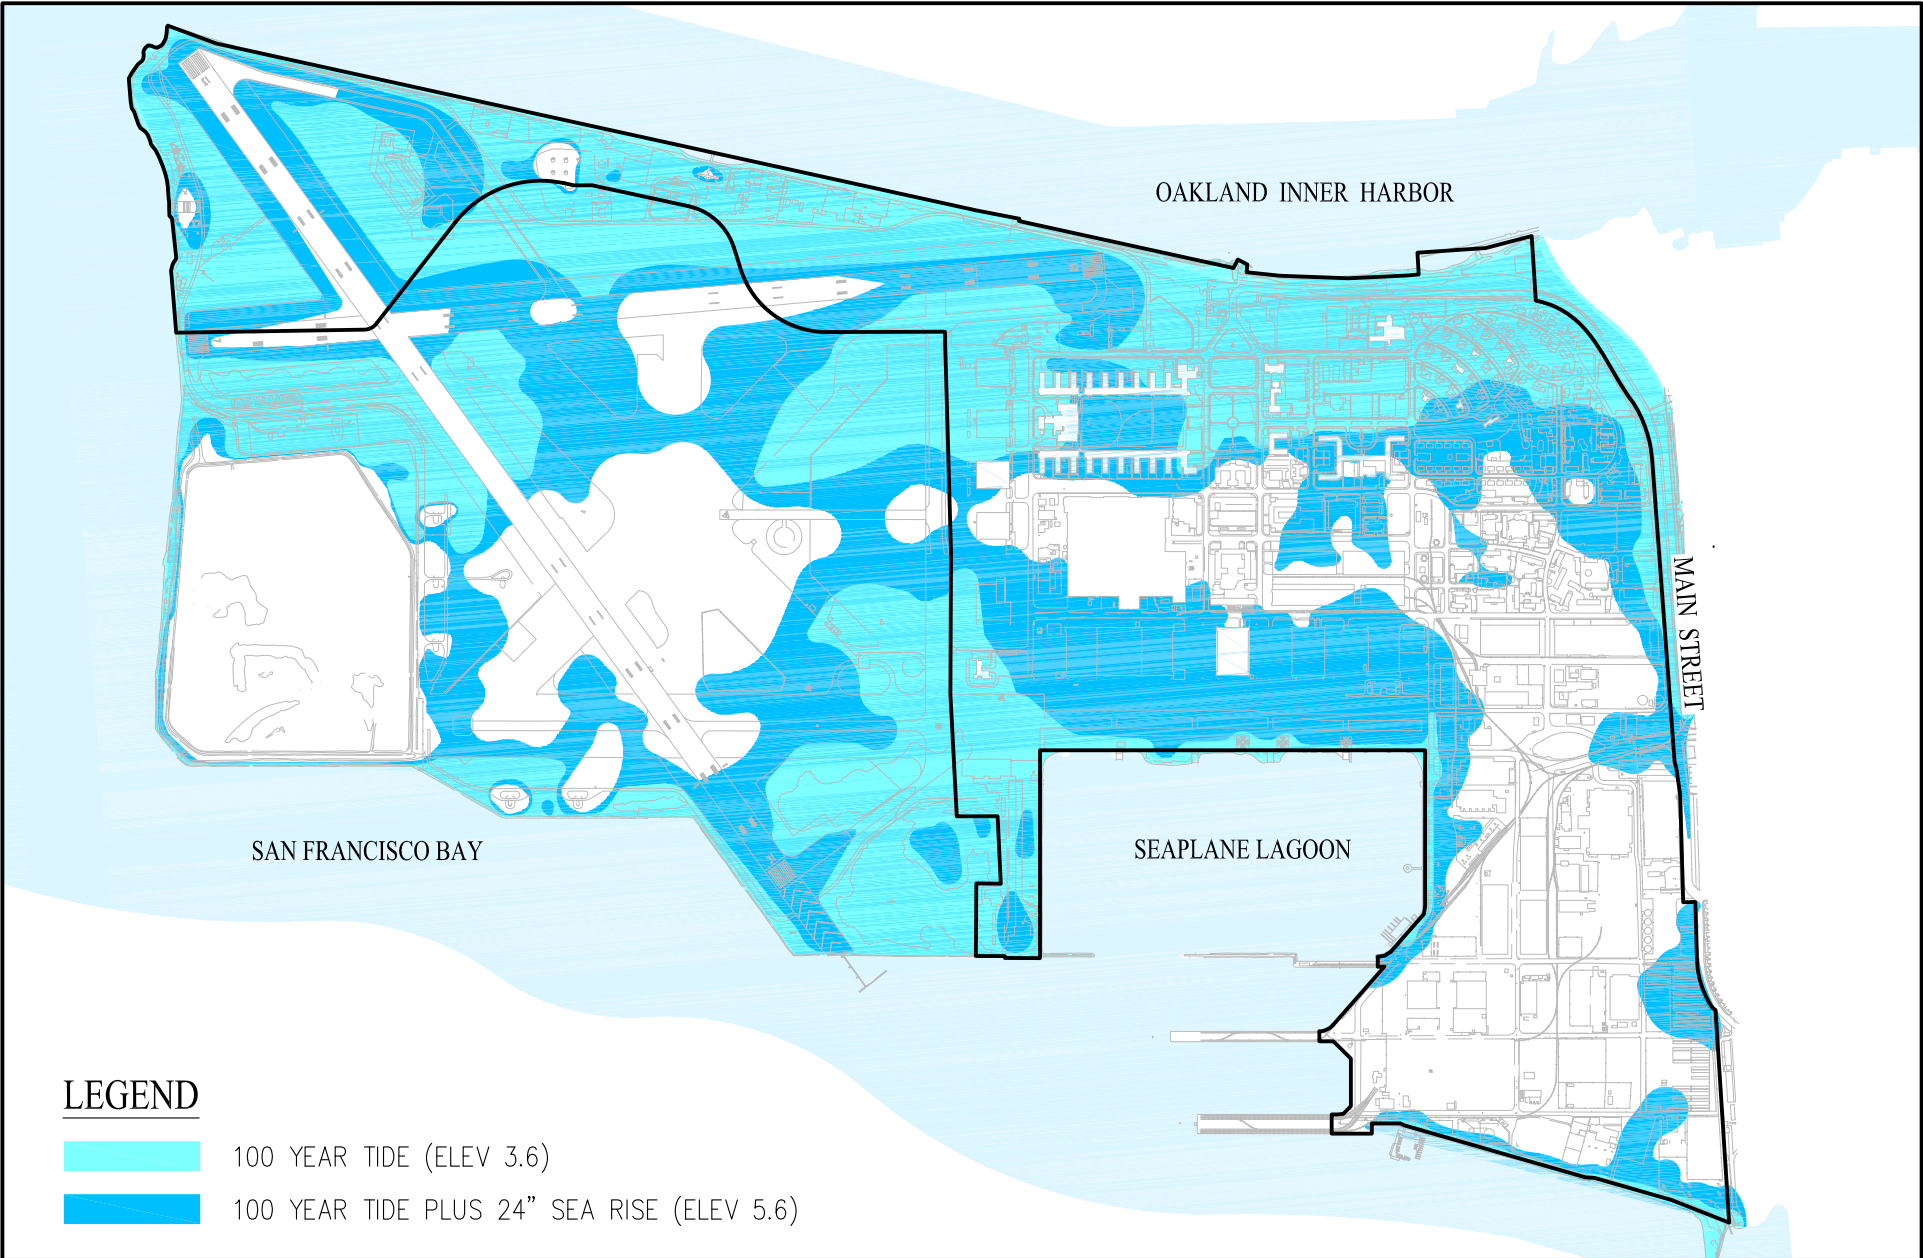 OAKLAND INNER HARBOR
MAIN STREET
SAN FRANCISCO BAY
SEAPLANE LAGOON
LEGEND
100 YEAR TIDE (ELEV 3.6)
100 YEAR TIDE PLUS 24" SEA RISE (ELEV 5.6)